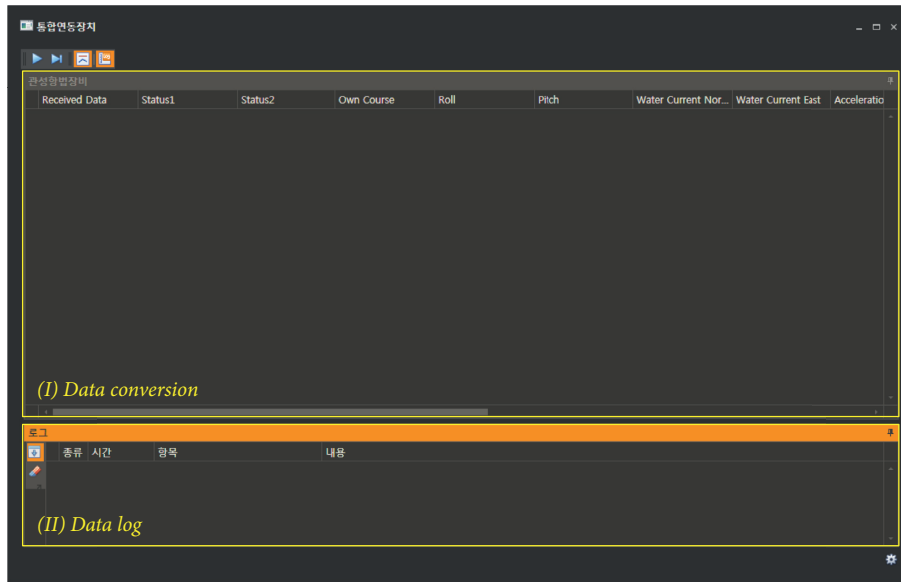 통합연동장치
관성항법장비
Received Data Status1 Status2 Own Course Roll Pitch Water Current Nor... Water Current East Acceleratio
(I) Data conversion
로그
종류 시간 항목 내용
(II) Data log